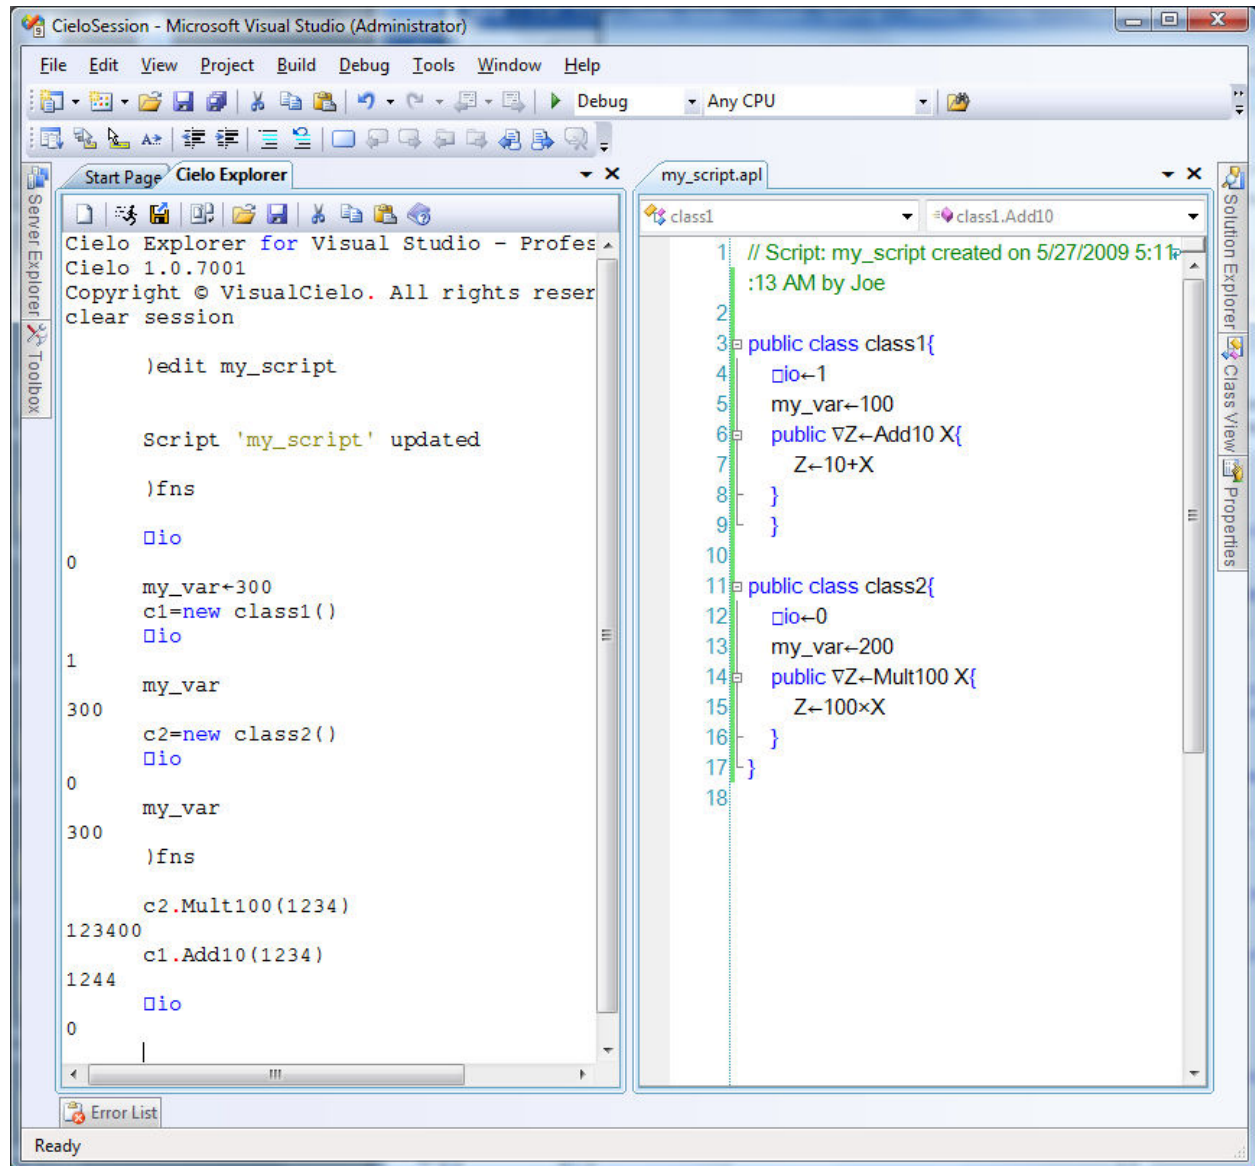 CieloSession - Microsoft Visual Studio (Administrator)
File Edit View Project Build Debug Tools Window Help
Debug Any CPU
Start Page Cielo Explorer
my_script.apl
class1 class1.Add10
Server Explorer
Toolbox
Cielo Explorer for Visual Studio - Profes
Cielo 1.0.7001
Copyright © VisualCielo. All rights reser
clear session
)edit my_script
Script 'my_script' updated
)fns
⎕io
0
my_var←300
c1=new class1()
⎕io
1
my_var
300
c2=new class2()
⎕io
0
my_var
300
)fns
c2.Mult100(1234)
123400
c1.Add10(1234)
1244
⎕io
0
1 // Script: my_script created on 5/27/2009 5:11
:13 AM by Joe
2
3 public class class1{
4 ⎕io←1
5 my_var←100
6 public ∇Z←Add10 X{
7 Z←10+X
8 }
9 }
10
11 public class class2{
12 ⎕io←0
13 my_var←200
14 public ∇Z←Mult100 X{
15 Z←100×X
16 }
17 }
18
Solution Explorer
Class View
Properties
Error List
Ready